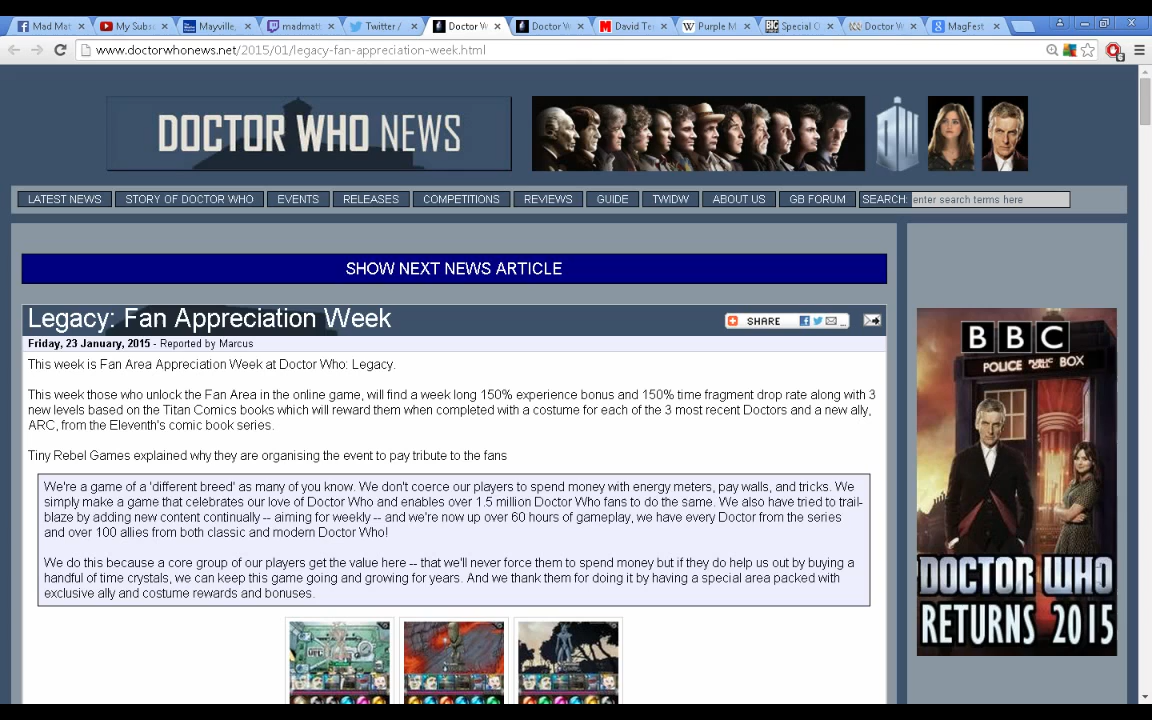 Mad Mat
My Subsc
Mayville,
madmatt
Twitter /
Doctor W
Doctor W
David Te
Purple M
Special O
Doctor W
MagFest
www.doctorwhonews.net/2015/01/legacy-fan-appreciation-week.html
DOCTOR WHO NEWS
LATEST NEWS
STORY OF DOCTOR WHO
EVENTS
RELEASES
COMPETITIONS
REVIEWS
GUIDE
TWIDW
ABOUT US
GB FORUM
SEARCH: enter search terms here
SHOW NEXT NEWS ARTICLE
Legacy: Fan Appreciation Week
SHARE
Friday, 23 January, 2015 - Reported by Marcus
This week is Fan Area Appreciation Week at Doctor Who: Legacy.
This week those who unlock the Fan Area in the online game, will find a week long 150% experience bonus and 150% time fragment drop rate along with 3
new levels based on the Titan Comics books which will reward them when completed with a costume for each of the 3 most recent Doctors and a new ally,
ARC, from the Eleventh's comic book series.
Tiny Rebel Games explained why they are organising the event to pay tribute to the fans
We're a game of a 'different breed' as many of you know. We don't coerce our players to spend money with energy meters, pay walls, and tricks. We
simply make a game that celebrates our love of Doctor Who and enables over 1.5 million Doctor Who fans to do the same. We also have tried to trail-
blaze by adding new content continually -- aiming for weekly -- and we're now up over 60 hours of gameplay, we have every Doctor from the series
and over 100 allies from both classic and modern Doctor Who!
We do this because a core group of our players get the value here -- that we'll never force them to spend money but if they do help us out by buying a
handful of time crystals, we can keep this game going and growing for years. And we thank them for doing it by having a special area packed with
exclusive ally and costume rewards and bonuses.
BBC
POLICE PUBLIC CALL BOX
DOCTOR WHO
RETURNS 2015